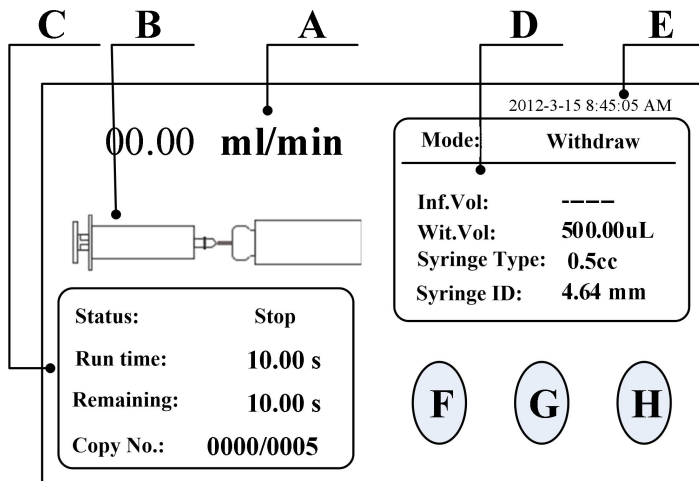 C B A D E
2012-3-15 8:45:05 AM
00.00 ml/min
Mode: Withdraw
Inf.Vol: -----
Wit.Vol: 500.00uL
Syringe Type: 0.5cc
Syringe ID: 4.64 mm
Status: Stop
Run time: 10.00 s
Remaining: 10.00 s
Copy No.: 0000/0005
F G H